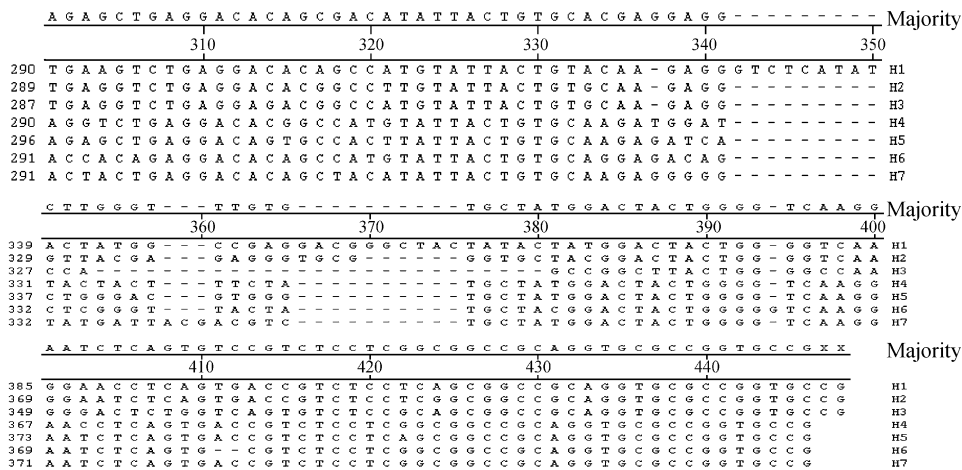 A G A G C T G A G G A C A C A G C G A C A T A T T A C T G T G C A C G A G G A G G - - - - - - - - - Majority
310 320 330 340 350
290 T G A A G T C T G A G G A C A C A G C C A T G T A T T A C T G T A C A A - G A G G G T C T C A T A T H1
289 T G A G G T C T G A G G A C A C G G C C T T G T A T T A C T G T G C A A - G A G G - - - - - - - - - H2
287 T G A G G T C T G A G G A G A C G G C C A T G T A T T A C T G T G C A A - G A G G - - - - - - - - - H3
290 A G G T C T G A G G A C A C G G C C A T G T A T T A C T G T G C A A G A T G G A T - - - - - - - - - H4
296 A G A G C T G A G G A C A G T G C C A C T T A T T A C T G T G C A A G A G A T C A - - - - - - - - - H5
291 A C C A C A G A G G A C A C A G C C A T G T A T T A C T G T G C A G G A G A C A G - - - - - - - - - H6
291 A C T A C T G A G G A C A C A G C T A C A T A T T A C T G T G C A A G A G G G G G - - - - - - - - - H7
C T T G G G T - - - T T G T G - - - - - - - - - - T G C T A T G G A C T A C T G G G G - T C A A G G Majority
360 370 380 390 400
339 A C T A T G G - - - C C G A G G A C G G G C T A C T A T A C T A T G G A C T A C T G G - G G T C A A H1
329 G T T A C G A - - - G A G G G T G C G - - - - - - G G T G C T A C G G A C T A C T G G - G G T C A A H2
327 C C A - - - - - - - - - - - - - - - - - - - - - - - - - - - G C C G G C T T A C T G G - G G C C A A H3
331 T A C T A C T - - - T T C T A - - - - - - - - - - T G C T A T G G A C T A C T G G G G - T C A A G G H4
337 C T G G G A C - - - G T G G G - - - - - - - - - - T G C T A T G G A C T A C T G G G G - T C A A G G H5
332 C T C G G G T - - - T A C T A - - - - - - - - - - T G C T A T G G A C T A C T G G G G G T C A A G G H6
332 T A T G A T T A C G A C G T C - - - - - - - - - - T G C T A T G G A C T A C T G G G G - T C A A G G H7
A A T C T C A G T G T C C G T C T C C T C G G C G G C C G C A G G T G C G C C G G T G C C G X X Majority
410 420 430 440
385 G G A A C C T C A G T G A C C G T C T C C T C A G C G G C C G C A G G T G C G C C G G T G C C G H1
369 G G A A T C T C A G T G A C C G T C T C C T C G G C G G C C G C A G G T G C G C C G G T G C C G H2
349 G G G A C T C T G G T C A G T G T C T C C G C A G C G G C C G C A G G T G C G C C G G T G C C G H3
367 A A T C T C A G T G A C C G T C T C C T C G G C G G C C G C A G G T G C G C C G G T G C C G H4
373 A A T C T C A G T G A C C G T C T C C T C A G C G G C C G C A G G T G C G C C G G T G C C G H5
369 A A T C T C A G T G - - C G T C T C C T C G G C G G C C G C A G G T G C G C C G G T G C C G H6
371 A A T C T C A G T G A C C G T C T C C T C G G C G G C C G C A G G T G C G C C G G T G C C G H7